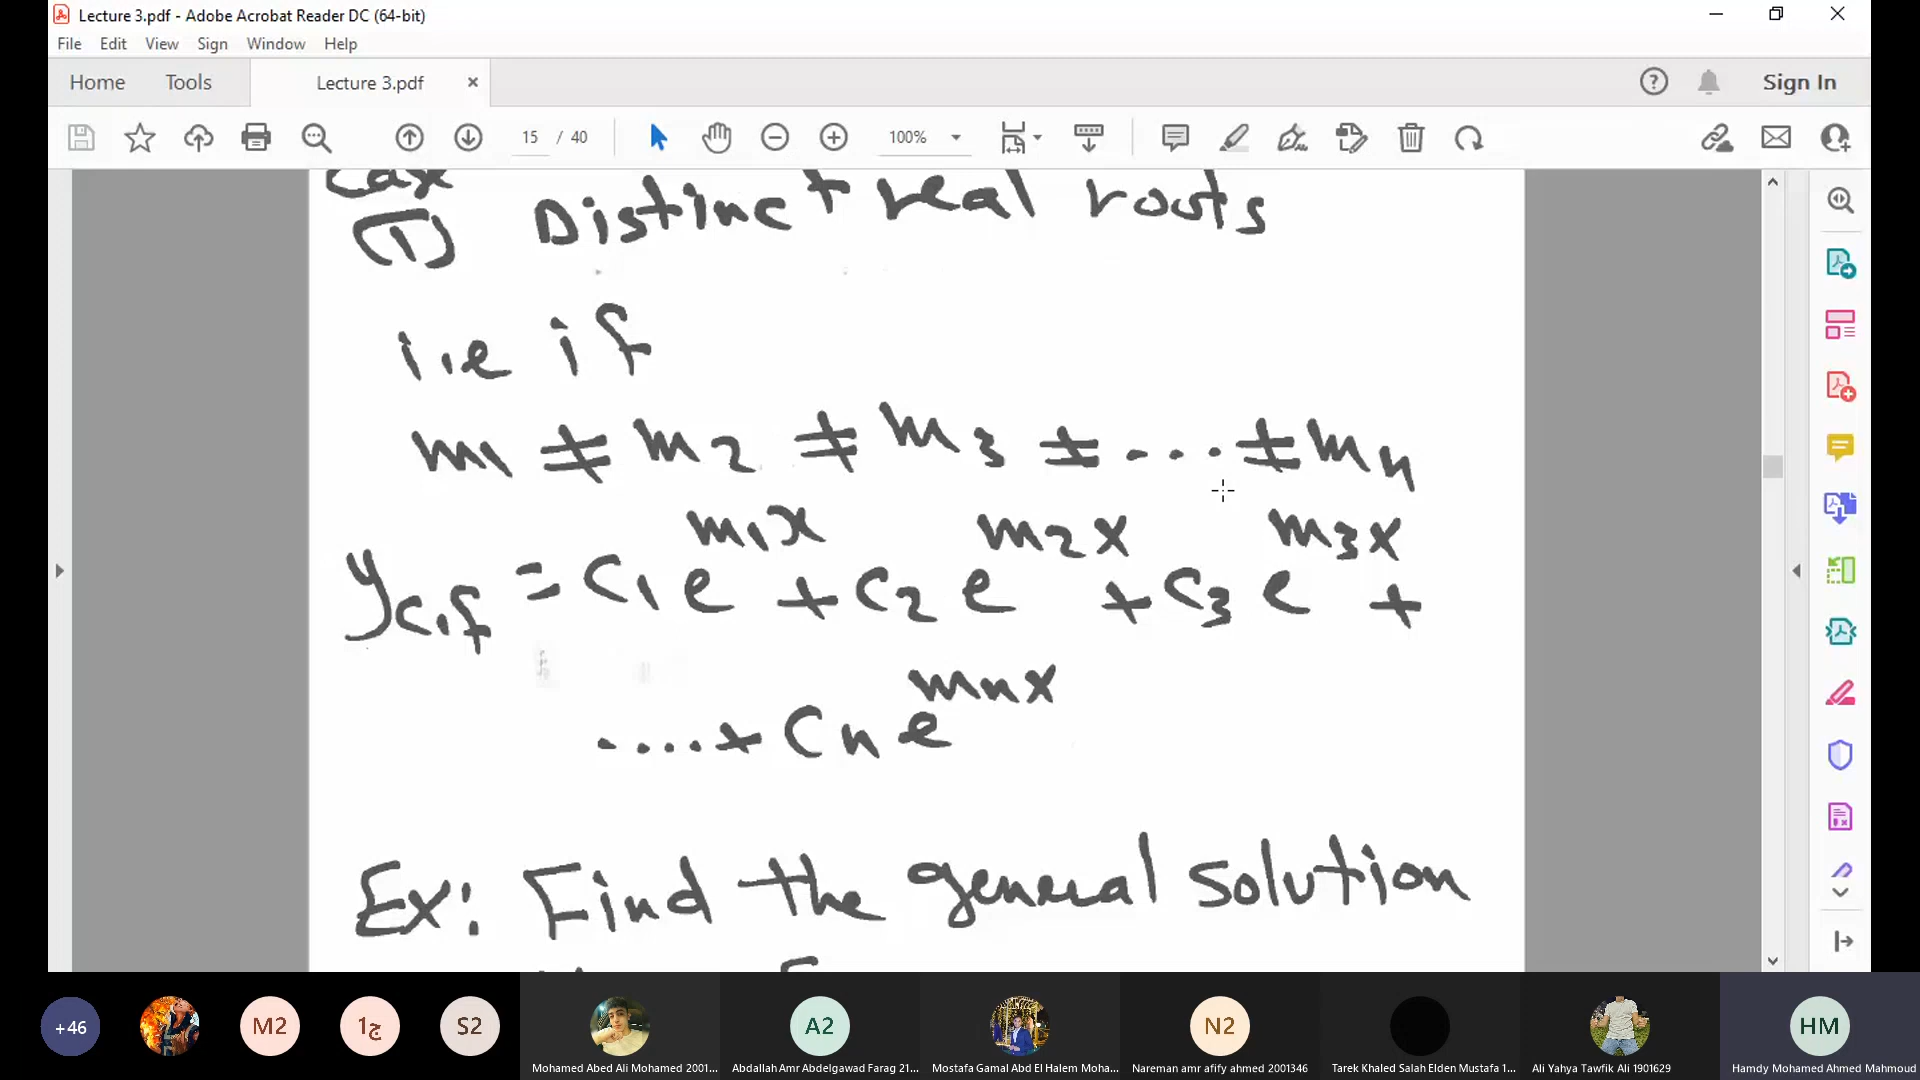 Lecture 3.pdf - Adobe Acrobat Reader DC (64-bit)
File Edit View Sign Window Help
Home Tools Lecture 3.pdf × Sign In
15 / 40 100%
Case
(1) Distinct real roots
i.e if
m1 ≠ m2 ≠ m3 ≠ ... ≠ mn
m1x m2x m3x
yc.f = c1e + c2 e + c3 e +
mnx
....+ cn e
Ex: Find the general solution
+46 M2 1ج S2 A2 N2 HM
Mohamed Abed Ali Mohamed 2001... Abdallah Amr Abdelgawad Farag 21... Mostafa Gamal Abd El Halem Moha... Nareman amr afify ahmed 2001346 Tarek Khaled Salah Elden Mustafa 1... Ali Yahya Tawfik Ali 1901629 Hamdy Mohamed Ahmed Mahmoud